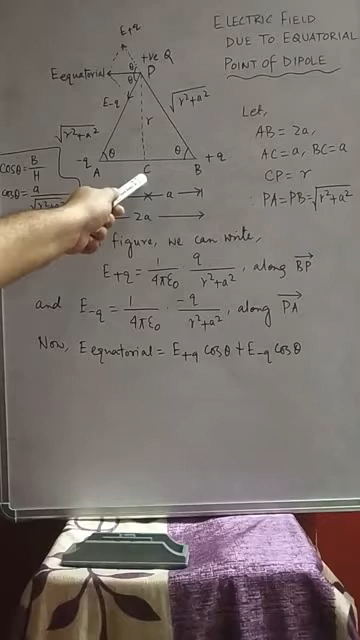 ELECTRIC FIELD
DUE TO EQUATORIAL
POINT OF DIPOLE
E+q
+ve Q
θ
P
Eequatorial
θ
E-q
√r²+a²
√r²+a²
r
-q
θ
θ
+q
A
C
B
a
2a
cosθ = B/H
cosθ = a/√r²+a²
Let,
AB = 2a,
AC = a, BC = a
CP = r
∴ PA = PB = √r²+a²
figure, we can write,
E+q = 1/4πε₀ · q/r²+a², along BP→
and E-q = 1/4πε₀ · -q/r²+a², along PA→
Now, E equatorial = E+q cosθ + E-q cosθ